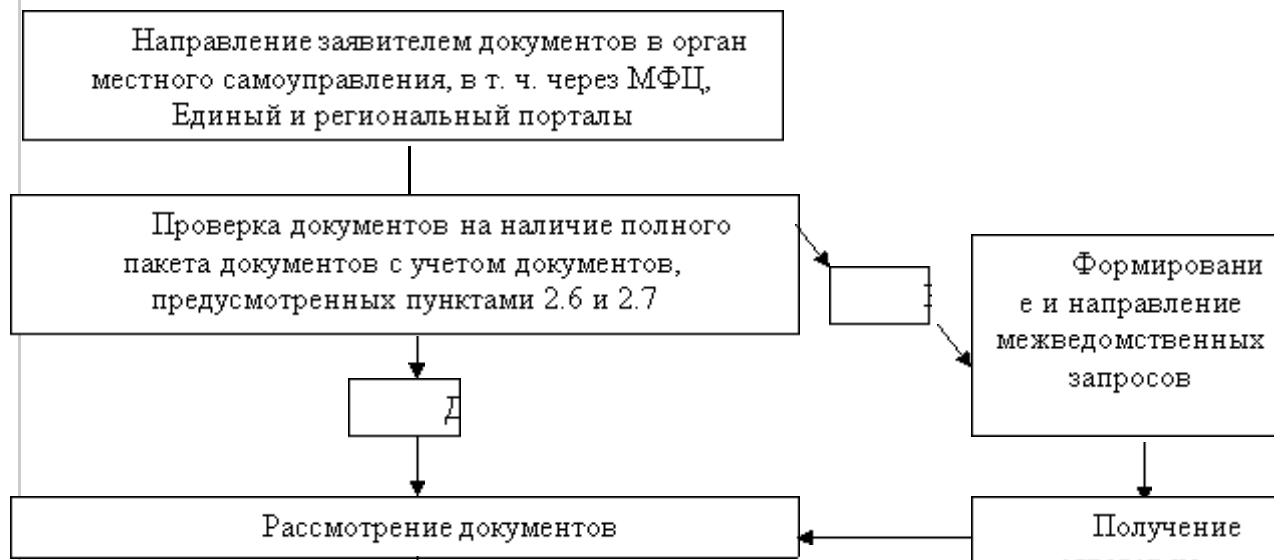 Направление заявителем документов в орган
местного самоуправления, в т. ч. через МФЦ,
Единый и региональный порталы
Проверка документов на наличие полного
пакета документов с учетом документов,
предусмотренных пунктами 2.6 и 2.7
Формировани
е и направление
межведомственных
запросов
Д
Рассмотрение документов
Получение